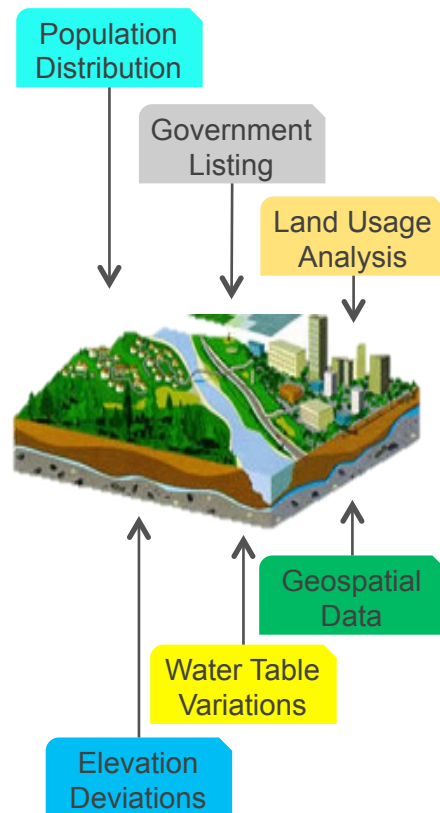 Population
Distribution
Government
Listing
Land Usage
Analysis
Geospatial
Data
Water Table
Variations
Elevation
Deviations